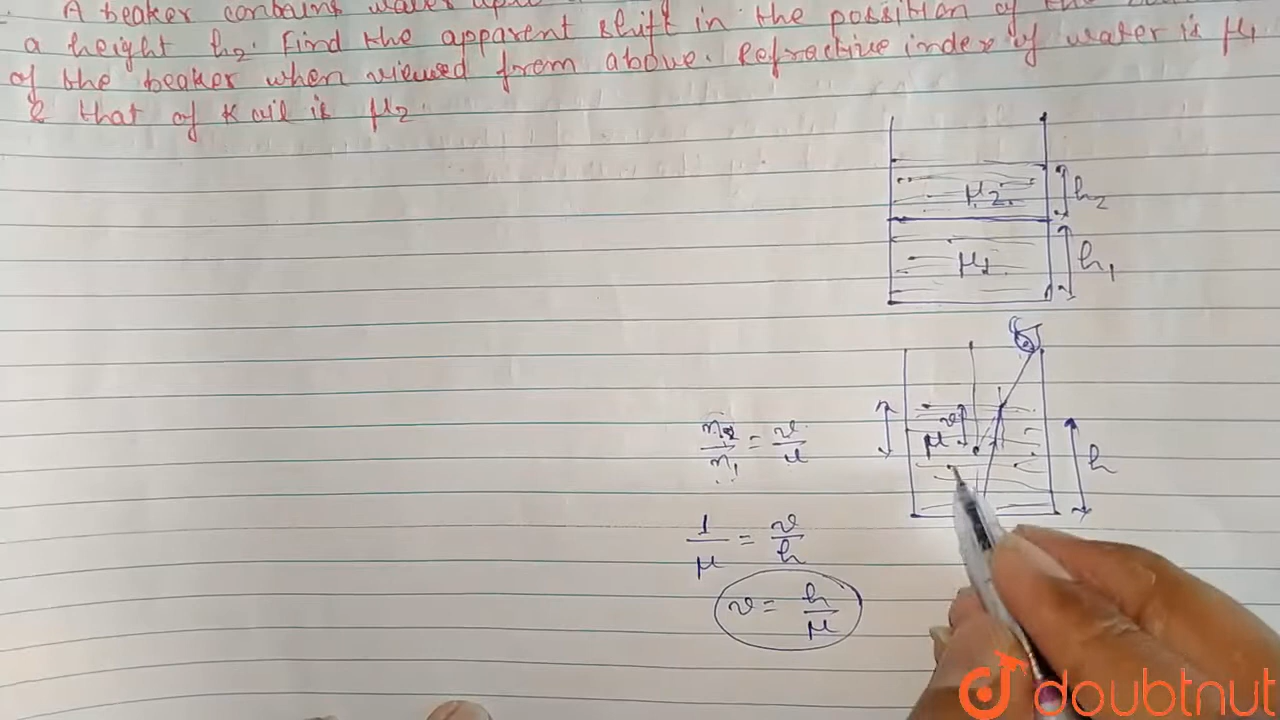 A beaker contains water upto
a height h2. Find the apparent shift in the possition of the
of the beaker when viewed from above. Refractive index of water is μ1
& that of K oil is μ2.
μ2
h2
μ1
h1
n2/n1 = v/u
v
μ
h
1/μ = v/h
v = h/μ
doubtnut